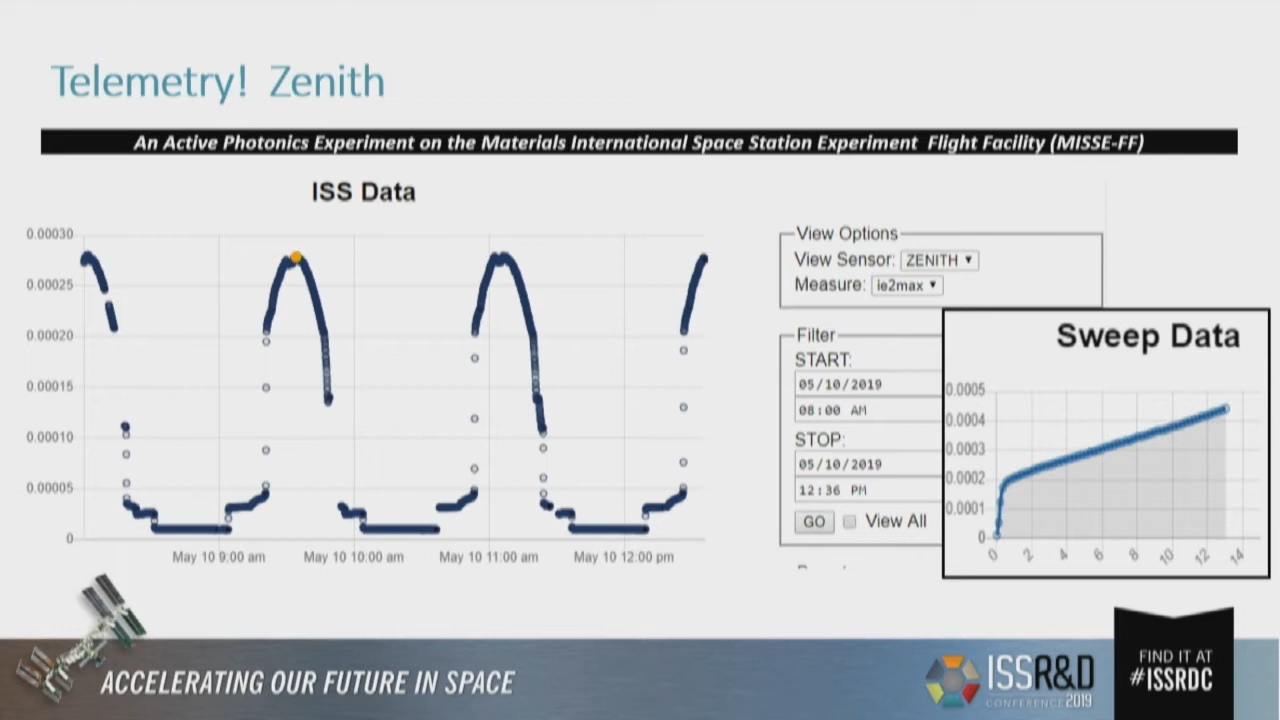 Telemetry! Zenith
An Active Photonics Experiment on the Materials International Space Station Experiment Flight Facility (MISSE-FF)
ISS Data
0.00030
0.00025
0.00020
0.00015
0.00010
0.00005
0
May 10 9:00 am
May 10 10:00 am
May 10 11:00 am
May 10 12:00 pm
View Options
View Sensor: ZENITH ▼
Measure: ie2max ▼
Filter
START:
05/10/2019
08:00 AM
STOP:
05/10/2019
12:36 PM
GO View All
Sweep Data
0.0005
0.0004
0.0003
0.0002
0.0001
0
0 2 4 6 8 10 12 14
ACCELERATING OUR FUTURE IN SPACE
ISSR&D
CONFERENCE 2019
FIND IT AT
#ISSRDC